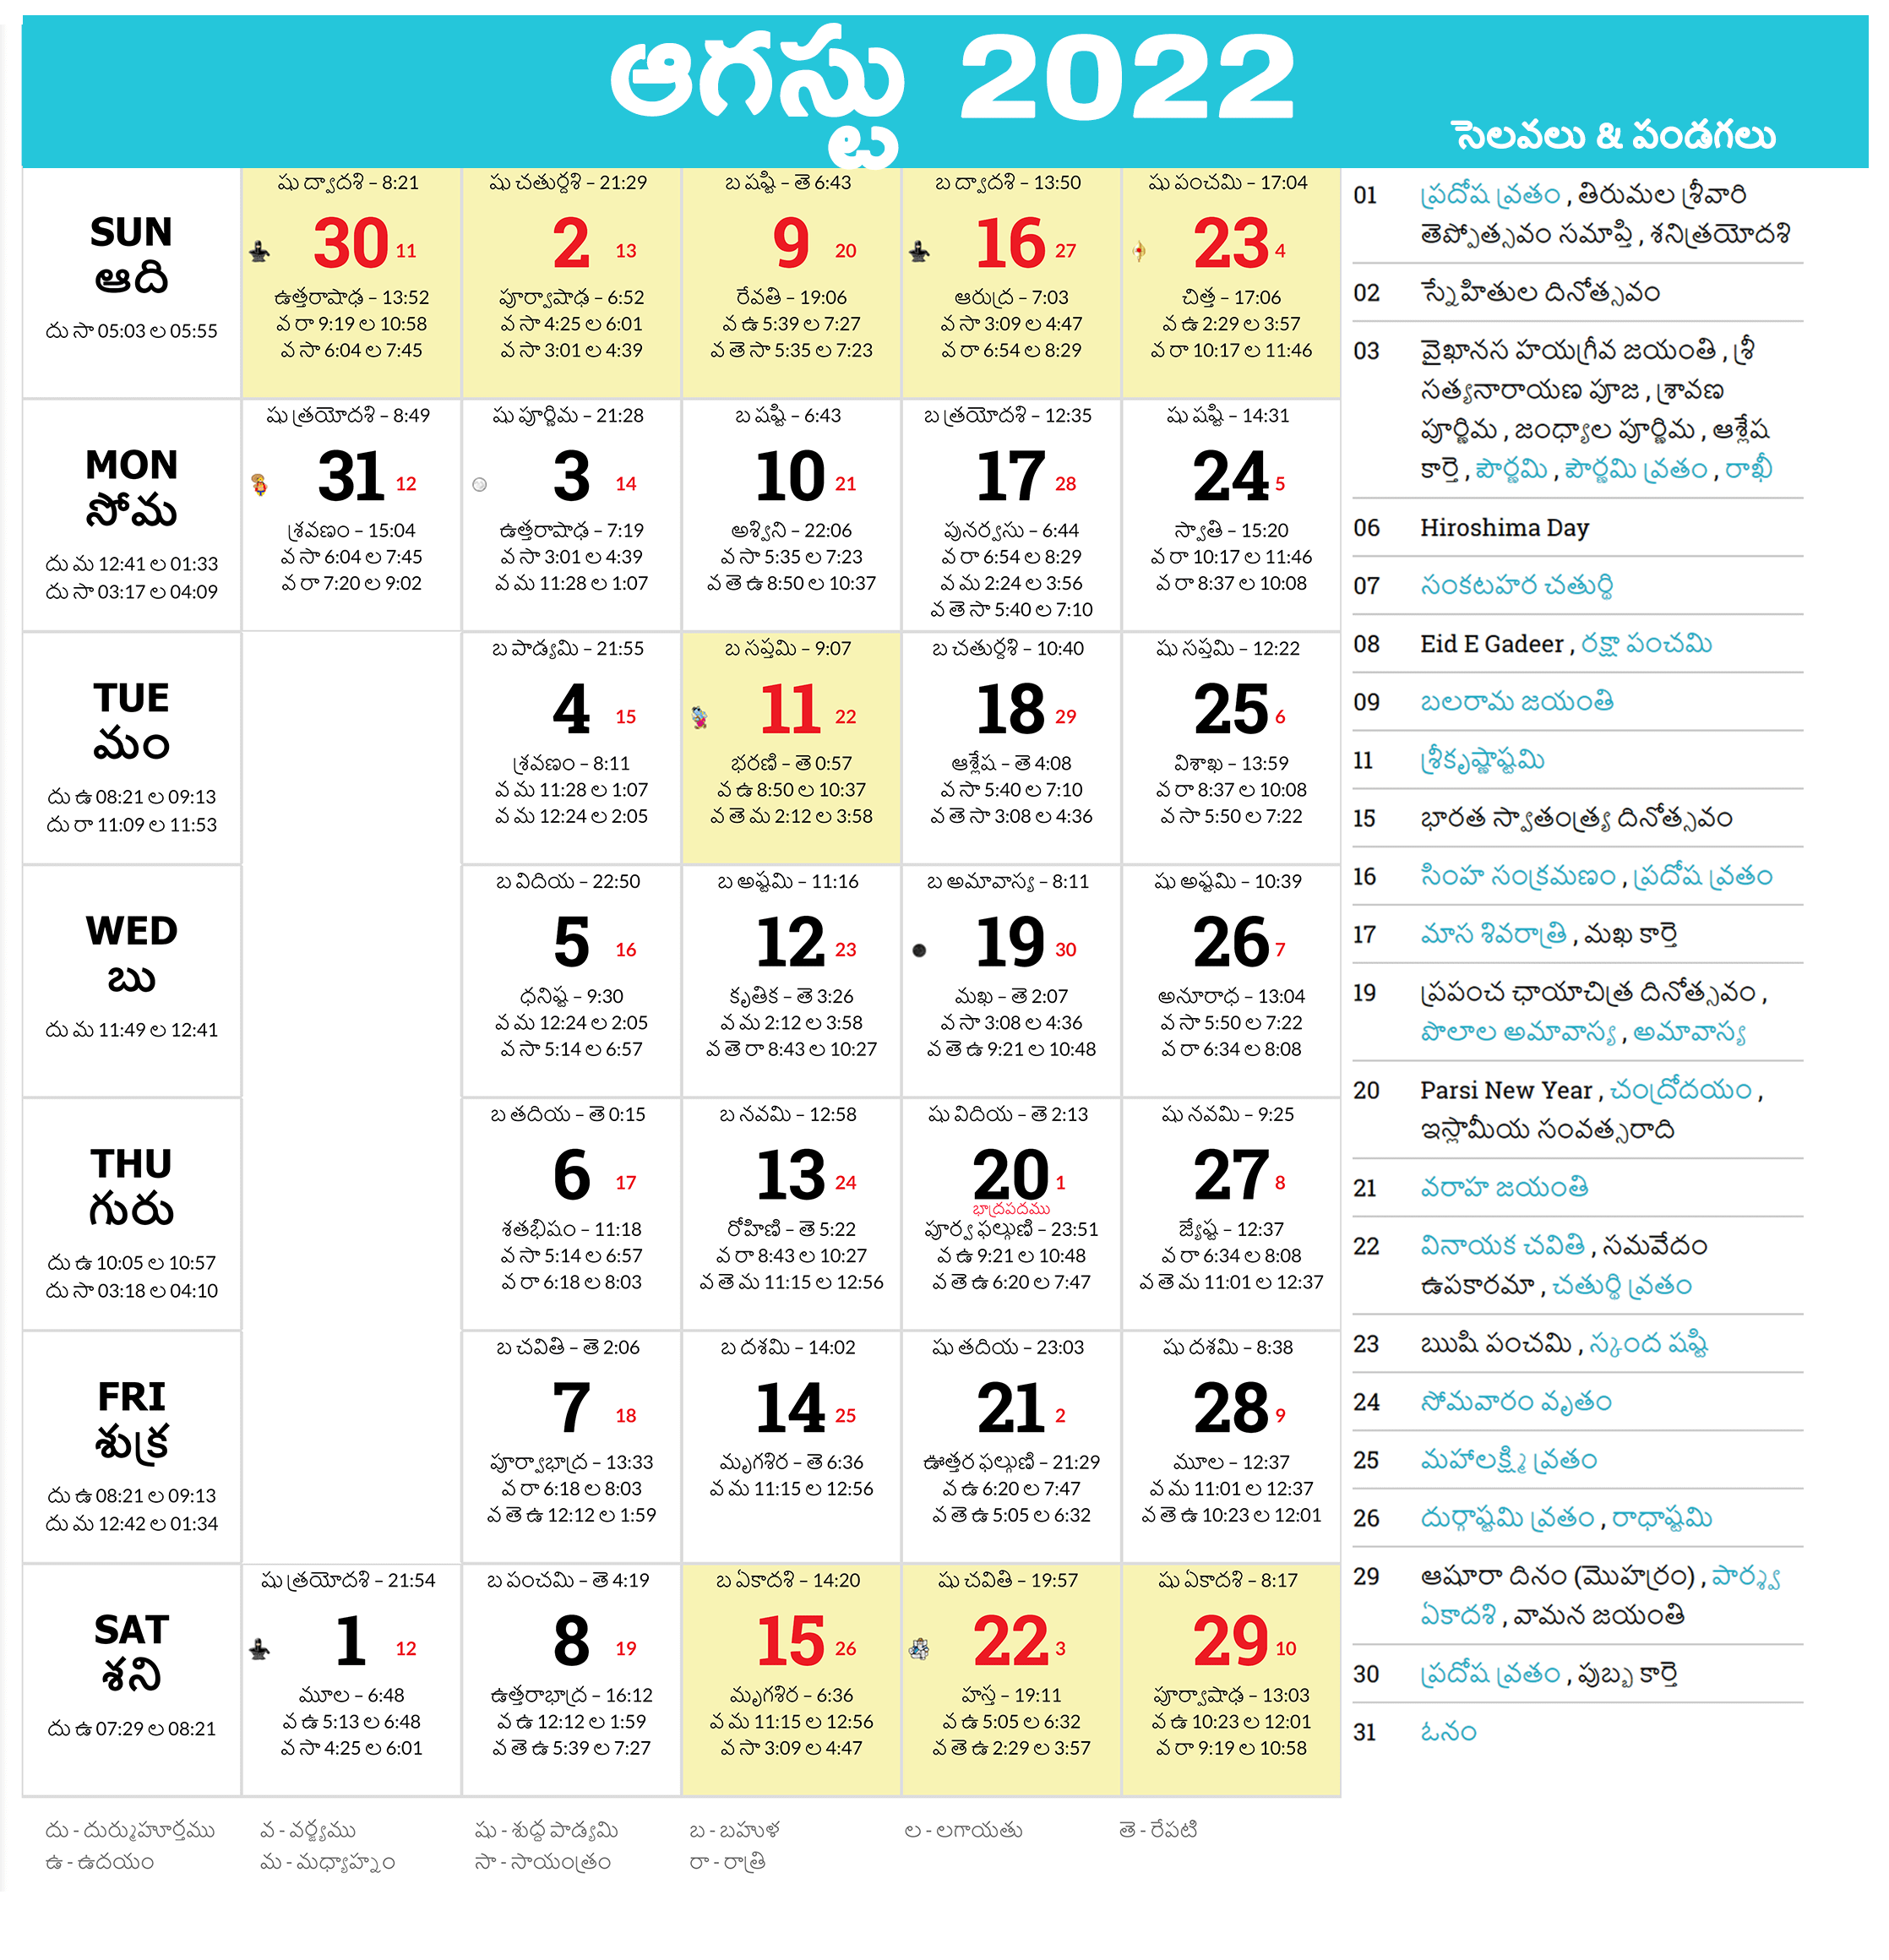 ఆగస్టు 2022
సెలవలు & పండగలు
SUN
ఆది
దు సా 05:03 ల 05:55
షు ద్వాదశి – 8:21
30 11
ఉత్తరాషాఢ – 13:52
వ రా 9:19 ల 10:58
వ సా 6:04 ల 7:45
షు చతుర్దశి – 21:29
2 13
పూర్వాషాఢ – 6:52
వ సా 4:25 ల 6:01
వ సా 3:01 ల 4:39
బ షష్టి – తె 6:43
9 20
రేవతి – 19:06
వ ఉ 5:39 ల 7:27
వ తె సా 5:35 ల 7:23
బ ద్వాదశి – 13:50
16 27
ఆరుద్ర – 7:03
వ సా 3:09 ల 4:47
వ రా 6:54 ల 8:29
షు పంచమి – 17:04
23 4
చిత్త – 17:06
వ ఉ 2:29 ల 3:57
వ రా 10:17 ల 11:46
MON
సోమ
దు మ 12:41 ల 01:33
దు సా 03:17 ల 04:09
షు త్రయోదశి – 8:49
31 12
శ్రవణం – 15:04
వ సా 6:04 ల 7:45
వ రా 7:20 ల 9:02
షు పూర్ణిమ – 21:28
3 14
ఉత్తరాషాఢ – 7:19
వ సా 3:01 ల 4:39
వ మ 11:28 ల 1:07
బ షష్టి – 6:43
10 21
అశ్విని – 22:06
వ సా 5:35 ల 7:23
వ తె ఉ 8:50 ల 10:37
బ త్రయోదశి – 12:35
17 28
పునర్వసు – 6:44
వ రా 6:54 ల 8:29
వ మ 2:24 ల 3:56
వ తె సా 5:40 ల 7:10
షు షష్టి – 14:31
24 5
స్వాతి – 15:20
వ రా 10:17 ల 11:46
వ రా 8:37 ల 10:08
TUE
మం
దు ఉ 08:21 ల 09:13
దు రా 11:09 ల 11:53
బ పాడ్యమి – 21:55
4 15
శ్రవణం – 8:11
వ మ 11:28 ల 1:07
వ మ 12:24 ల 2:05
బ సప్తమి – 9:07
11 22
భరణి – తె 0:57
వ ఉ 8:50 ల 10:37
వ తె మ 2:12 ల 3:58
బ చతుర్దశి – 10:40
18 29
ఆశ్లేష – తె 4:08
వ సా 5:40 ల 7:10
వ తె సా 3:08 ల 4:36
షు సప్తమి – 12:22
25 6
విశాఖ – 13:59
వ రా 8:37 ల 10:08
వ సా 5:50 ల 7:22
WED
బు
దు మ 11:49 ల 12:41
బ విదియ – 22:50
5 16
ధనిష్ట – 9:30
వ మ 12:24 ల 2:05
వ సా 5:14 ల 6:57
బ అష్టమి – 11:16
12 23
కృతిక – తె 3:26
వ మ 2:12 ల 3:58
వ తె రా 8:43 ల 10:27
బ అమావాస్య – 8:11
19 30
మఖ – తె 2:07
వ సా 3:08 ల 4:36
వ తె ఉ 9:21 ల 10:48
షు అష్టమి – 10:39
26 7
అనూరాధ – 13:04
వ సా 5:50 ల 7:22
వ రా 6:34 ల 8:08
THU
గురు
దు ఉ 10:05 ల 10:57
దు సా 03:18 ల 04:10
బ తదియ – తె 0:15
6 17
శతభిషం – 11:18
వ సా 5:14 ల 6:57
వ రా 6:18 ల 8:03
బ నవమి – 12:58
13 24
రోహిణి – తె 5:22
వ రా 8:43 ల 10:27
వ తె మ 11:15 ల 12:56
షు విదియ – తె 2:13
20 1
భాద్రపదము
పూర్వ ఫల్గుణి – 23:51
వ ఉ 9:21 ల 10:48
వ తె ఉ 6:20 ల 7:47
షు నవమి – 9:25
27 8
జ్యేష్ట – 12:37
వ రా 6:34 ల 8:08
వ తె మ 11:01 ల 12:37
FRI
శుక్ర
దు ఉ 08:21 ల 09:13
దు మ 12:42 ల 01:34
బ చవితి – తె 2:06
7 18
పూర్వాభాద్ర – 13:33
వ రా 6:18 ల 8:03
వ తె ఉ 12:12 ల 1:59
బ దశమి – 14:02
14 25
మృగశిర – తె 6:36
వ మ 11:15 ల 12:56
షు తదియ – 23:03
21 2
ఊత్తర ఫల్గుణి – 21:29
వ ఉ 6:20 ల 7:47
వ తె ఉ 5:05 ల 6:32
షు దశమి – 8:38
28 9
మూల – 12:37
వ మ 11:01 ల 12:37
వ తె ఉ 10:23 ల 12:01
SAT
శని
దు ఉ 07:29 ల 08:21
షు త్రయోదశి – 21:54
1 12
మూల – 6:48
వ ఉ 5:13 ల 6:48
వ సా 4:25 ల 6:01
బ పంచమి – తె 4:19
8 19
ఉత్తరాభాద్ర – 16:12
వ ఉ 12:12 ల 1:59
వ తె ఉ 5:39 ల 7:27
బ ఏకాదశి – 14:20
15 26
మృగశిర – 6:36
వ మ 11:15 ల 12:56
వ సా 3:09 ల 4:47
షు చవితి – 19:57
22 3
హస్త – 19:11
వ ఉ 5:05 ల 6:32
వ తె ఉ 2:29 ల 3:57
షు ఏకాదశి – 8:17
29 10
పూర్వాషాఢ – 13:03
వ ఉ 10:23 ల 12:01
వ రా 9:19 ల 10:58
01 ప్రదోష వ్రతం , తిరుమల శ్రీవారి
తెప్పోత్సవం సమాప్తి , శనిత్రయోదశి
02 స్నేహితుల దినోత్సవం
03 వైఖానస హయగ్రీవ జయంతి , శ్రీ
సత్యనారాయణ పూజ , శ్రావణ
పూర్ణిమ , జంధ్యాల పూర్ణిమ , ఆశ్లేష
కార్తె , పౌర్ణమి , పౌర్ణమి వ్రతం , రాఖీ
06 Hiroshima Day
07 సంకటహర చతుర్థి
08 Eid E Gadeer , రక్షా పంచమి
09 బలరామ జయంతి
11 శ్రీకృష్ణాష్టమి
15 భారత స్వాతంత్ర్య దినోత్సవం
16 సింహ సంక్రమణం , ప్రదోష వ్రతం
17 మాస శివరాత్రి , మఖ కార్తె
19 ప్రపంచ ఛాయాచిత్ర దినోత్సవం ,
పొలాల అమావాస్య , అమావాస్య
20 Parsi New Year , చంద్రోదయం ,
ఇస్లామీయ సంవత్సరాది
21 వరాహ జయంతి
22 వినాయక చవితి , సమవేదం
ఉపకారమా , చతుర్థి వ్రతం
23 ఋషి పంచమి , స్కంద షష్టి
24 సోమవారం వృతం
25 మహాలక్ష్మి వ్రతం
26 దుర్గాష్టమి వ్రతం , రాధాష్టమి
29 ఆషూరా దినం (మొహర్రం) , పార్శ్వ
ఏకాదశి , వామన జయంతి
30 ప్రదోష వ్రతం , పుబ్బ కార్తె
31 ఓనం
దు - దుర్ముహూర్తము వ - వర్జ్యము షు - శుద్ద పాడ్యమి బ - బహుళ ల - లగాయతు తె - రేపటి
ఉ - ఉదయం మ - మధ్యాహ్నం సా - సాయంత్రం రా - రాత్రి